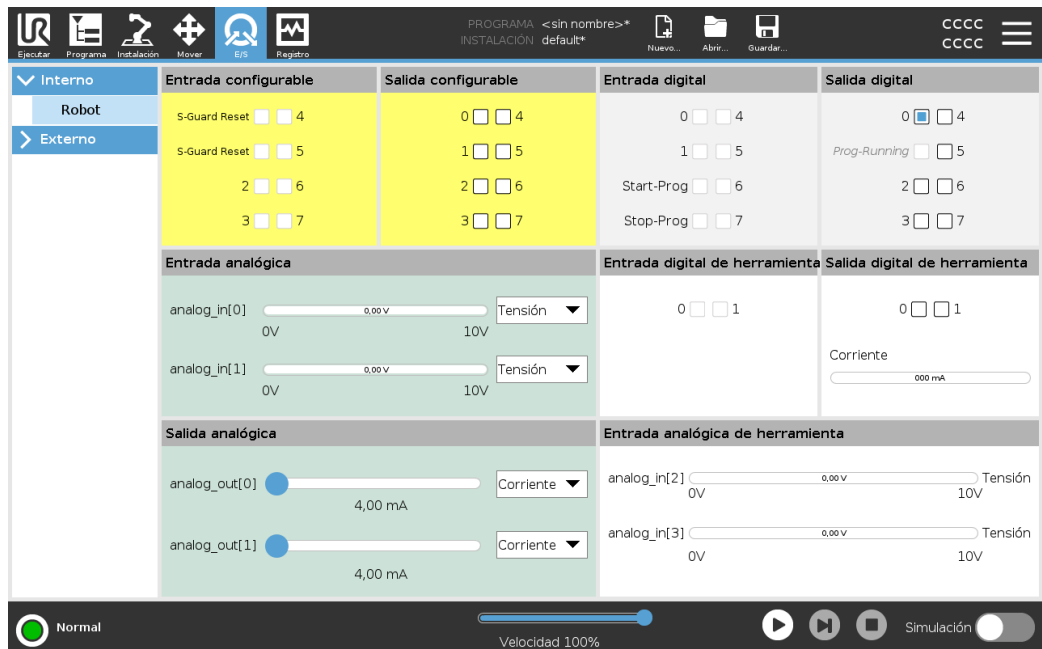 PROGRAMA <sin nombre>*
INSTALACIÓN default*
CCCC
CCCC
Ejecutar Programa Instalación Mover E/S Registro Nuevo... Abrir... Guardar...
Interno
Robot
Externo
Entrada configurable
S-Guard Reset 4
S-Guard Reset 5
2 6
3 7
Salida configurable
0 4
1 5
2 6
3 7
Entrada digital
0 4
1 5
Start-Prog 6
Stop-Prog 7
Salida digital
0 4
Prog-Running 5
2 6
3 7
Entrada analógica
analog_in[0] 0,00 V Tensión
0V 10V
analog_in[1] 0,00 V Tensión
0V 10V
Entrada digital de herramienta
0 1
Salida digital de herramienta
0 1
Corriente
000 mA
Salida analógica
analog_out[0] Corriente
4,00 mA
analog_out[1] Corriente
4,00 mA
Entrada analógica de herramienta
analog_in[2] 0,00 V Tensión
0V 10V
analog_in[3] 0,00 V Tensión
0V 10V
Normal
Velocidad 100%
Simulación